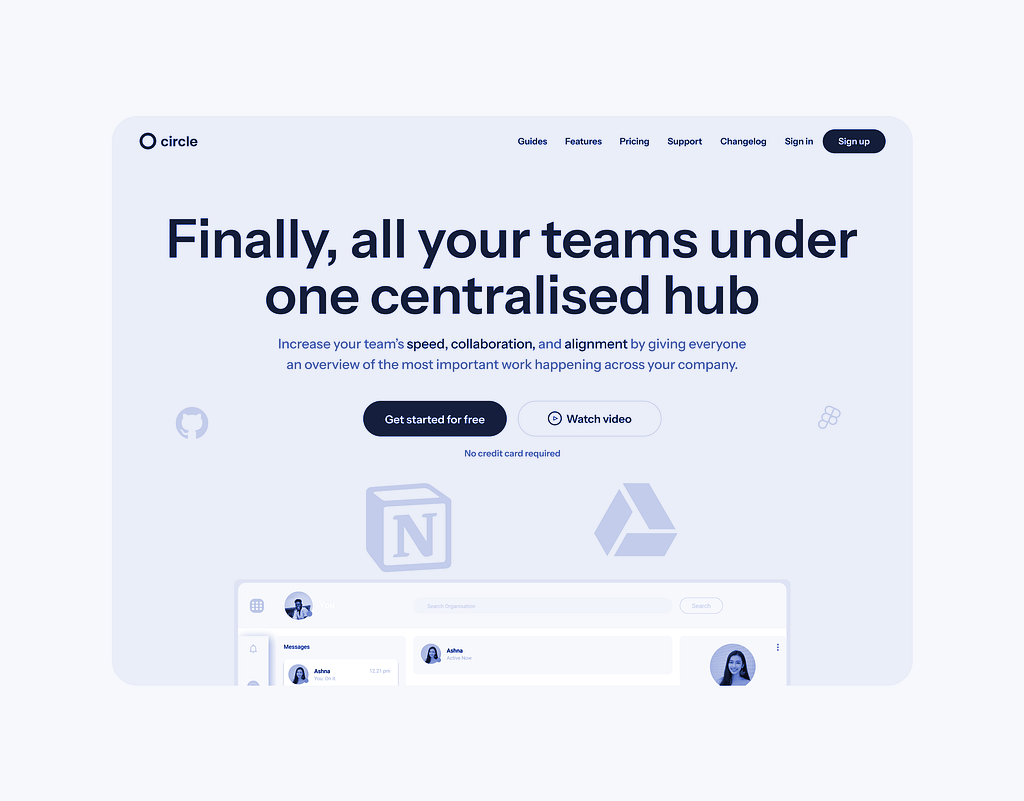 circle
Guides Features Pricing Support Changelog Sign in Sign up
Finally, all your teams under
one centralised hub
Increase your team's speed, collaboration, and alignment by giving everyone
an overview of the most important work happening across your company.
Get started for free Watch video
No credit card required
N
Search Organisation Search
Messages
Ashna
Active Now
Ashna 12:21 pm
You: On it